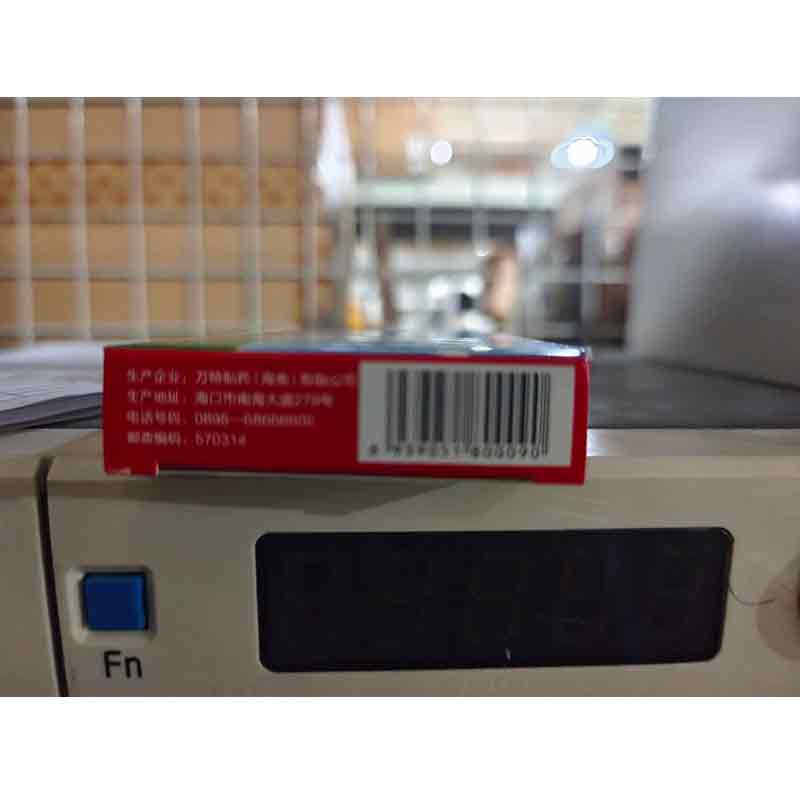 生产企业：万特制药（海南）有限公司
生产地址：海口市南海大道279号
电话号码：0898-
邮政编码：570314
Fn